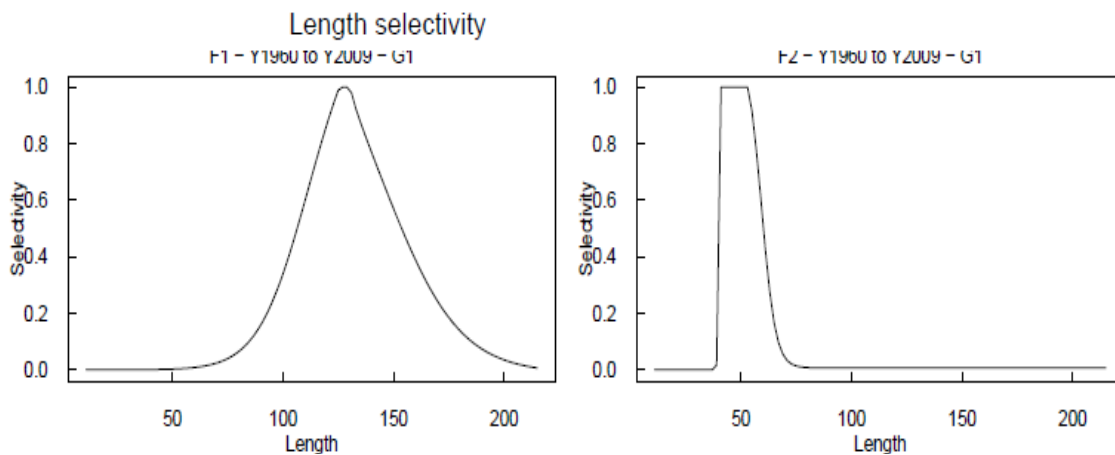 Length selectivity
F1 – Y1960 to Y2009 – G1
F2 – Y1960 to Y2009 – G1
Selectivity
1.0
0.8
0.6
0.4
0.2
0.0
50 100 150 200
Length
Selectivity
1.0
0.8
0.6
0.4
0.2
0.0
50 100 150 200
Length